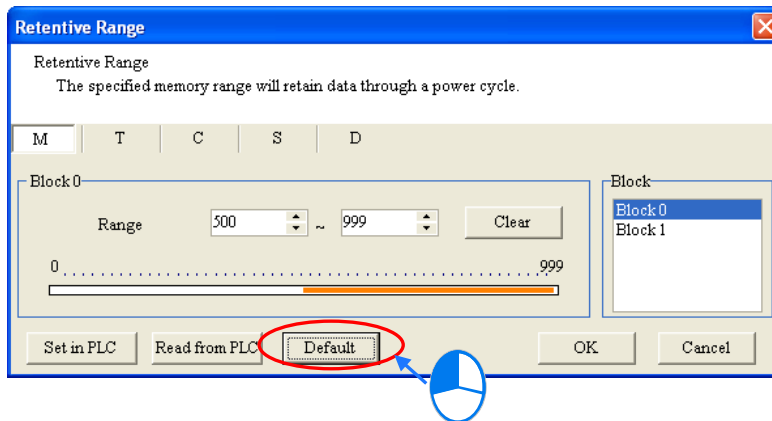 Retentive Range
Retentive Range
The specified memory range will retain data through a power cycle.
M T C S D
Block 0
Range 500 ~ 999 Clear
0 999
Block
Block 0
Block 1
Set in PLC Read from PLC Default OK Cancel